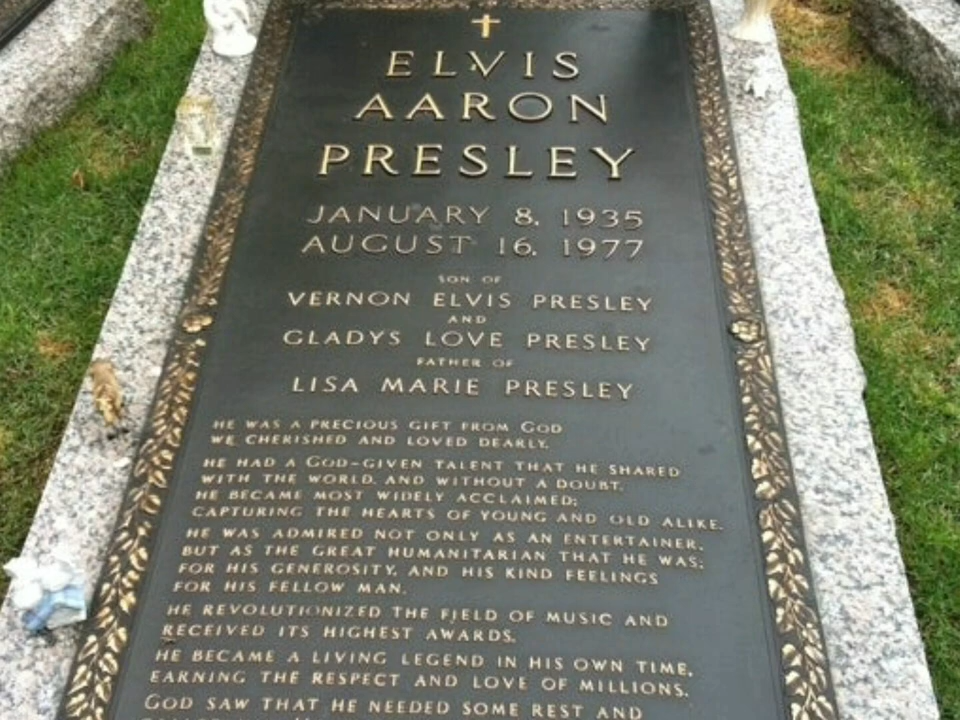 ELVIS
AARON
PRESLEY
JANUARY 8, 1935
AUGUST 16, 1977
SON OF
VERNON ELVIS PRESLEY
AND
GLADYS LOVE PRESLEY
FATHER OF
LISA MARIE PRESLEY
HE WAS A PRECIOUS GIFT FROM GOD
WE CHERISHED AND LOVED DEARLY.
HE HAD A GOD-GIVEN TALENT THAT HE SHARED
WITH THE WORLD. AND WITHOUT A DOUBT,
HE BECAME MOST WIDELY ACCLAIMED;
CAPTURING THE HEARTS OF YOUNG AND OLD ALIKE.
HE WAS ADMIRED NOT ONLY AS AN ENTERTAINER,
BUT AS THE GREAT HUMANITARIAN THAT HE WAS;
FOR HIS GENEROSITY, AND HIS KIND FEELINGS
FOR HIS FELLOW MAN.
HE REVOLUTIONIZED THE FIELD OF MUSIC AND
RECEIVED ITS HIGHEST AWARDS.
HE BECAME A LIVING LEGEND IN HIS OWN TIME,
EARNING THE RESPECT AND LOVE OF MILLIONS.
GOD SAW THAT HE NEEDED SOME REST AND